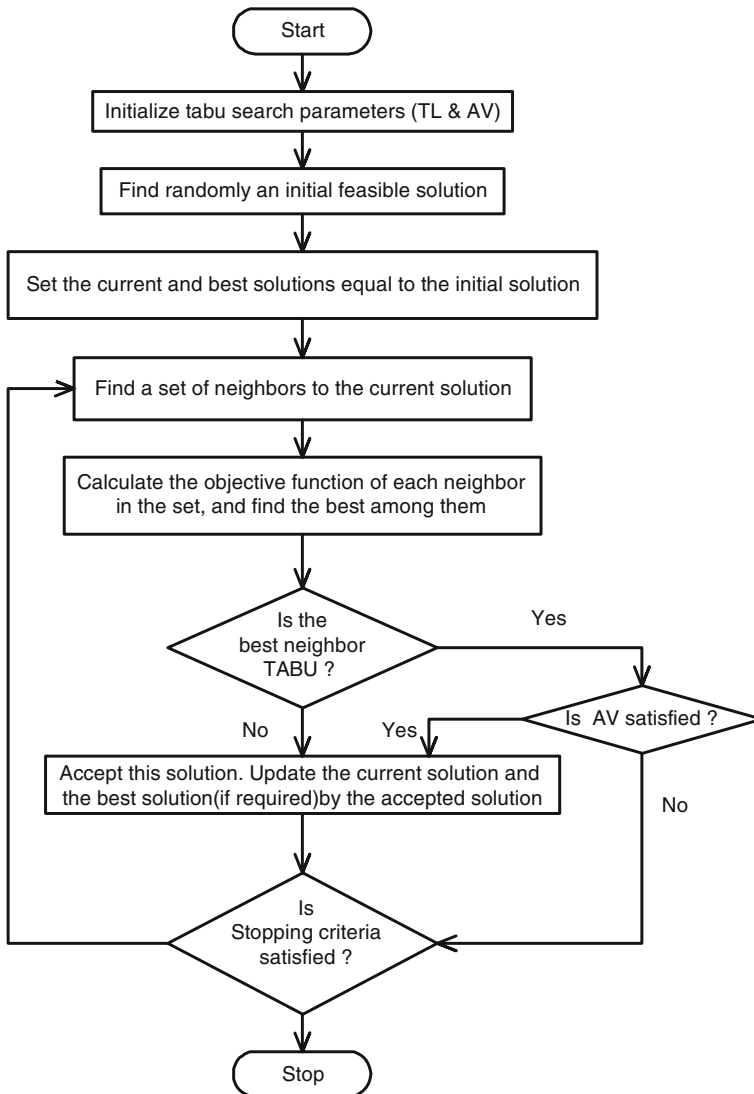 Start
Initialize tabu search parameters (TL & AV)
Find randomly an initial feasible solution
Set the current and best solutions equal to the initial solution
Find a set of neighbors to the current solution
Calculate the objective function of each neighbor
in the set, and find the best among them
Is the
best neighbor
TABU ?
Yes
Is AV satisfied ?
No
Yes
Accept this solution. Update the current solution and
the best solution(if required)by the accepted solution
No
Is
Stopping criteria
satisfied ?
Stop